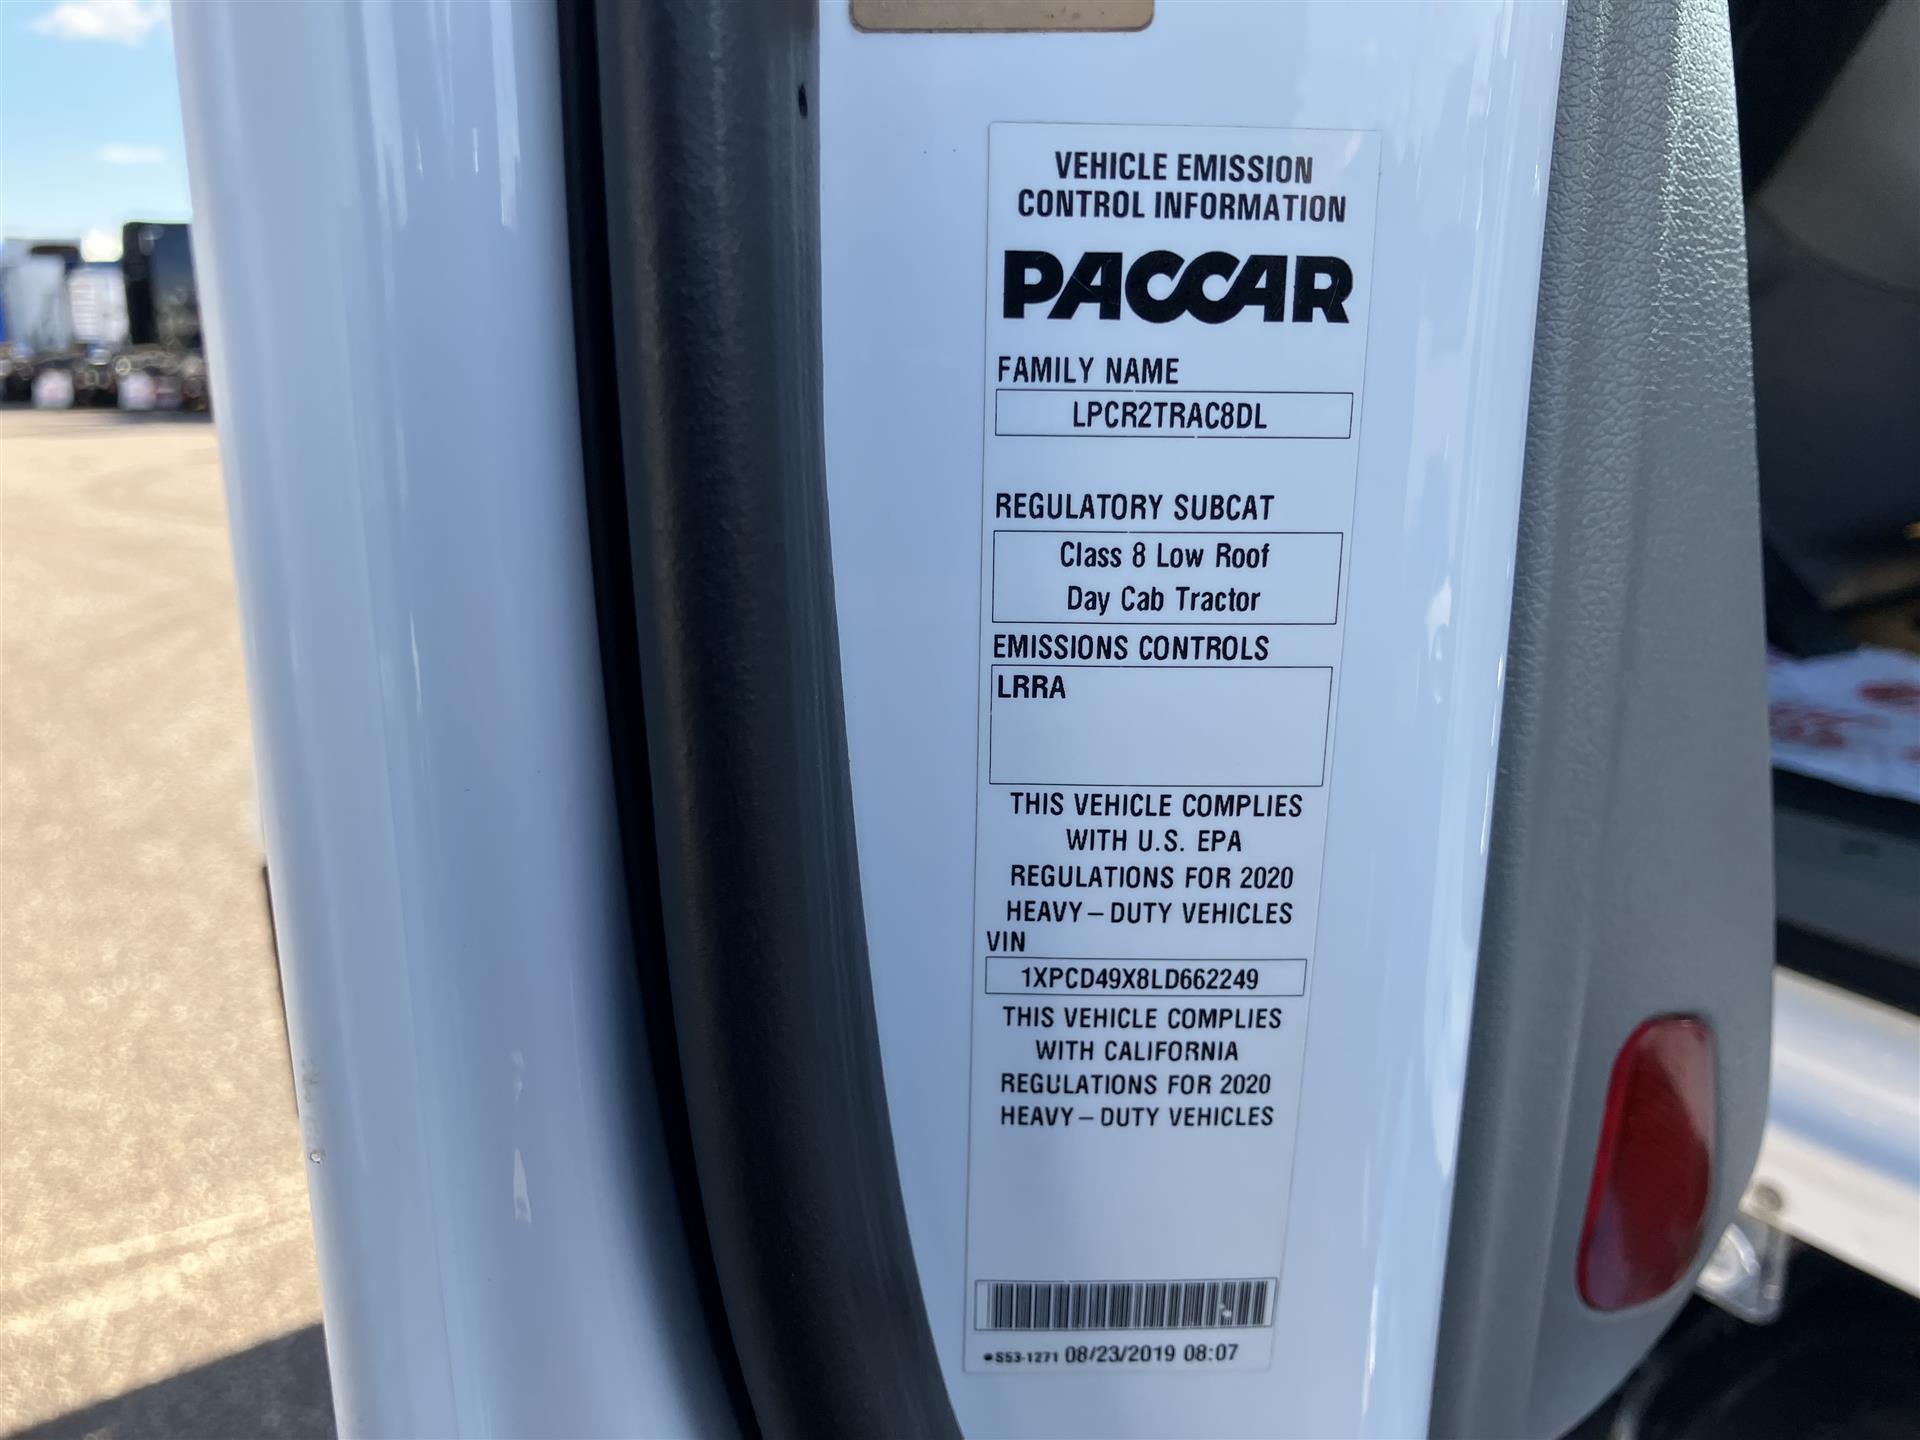 VEHICLE EMISSION
CONTROL INFORMATION
PACCAR
FAMILY NAME
LPCR2TRAC8DL
REGULATORY SUBCAT
Class 8 Low Roof
Day Cab Tractor
EMISSIONS CONTROLS
LRRA
THIS VEHICLE COMPLIES
WITH U.S. EPA
REGULATIONS FOR 2020
HEAVY–DUTY VEHICLES
VIN
1XPCD49X8LD662249
THIS VEHICLE COMPLIES
WITH CALIFORNIA
REGULATIONS FOR 2020
HEAVY–DUTY VEHICLES
•S53-1271 08/23/2019 08:07